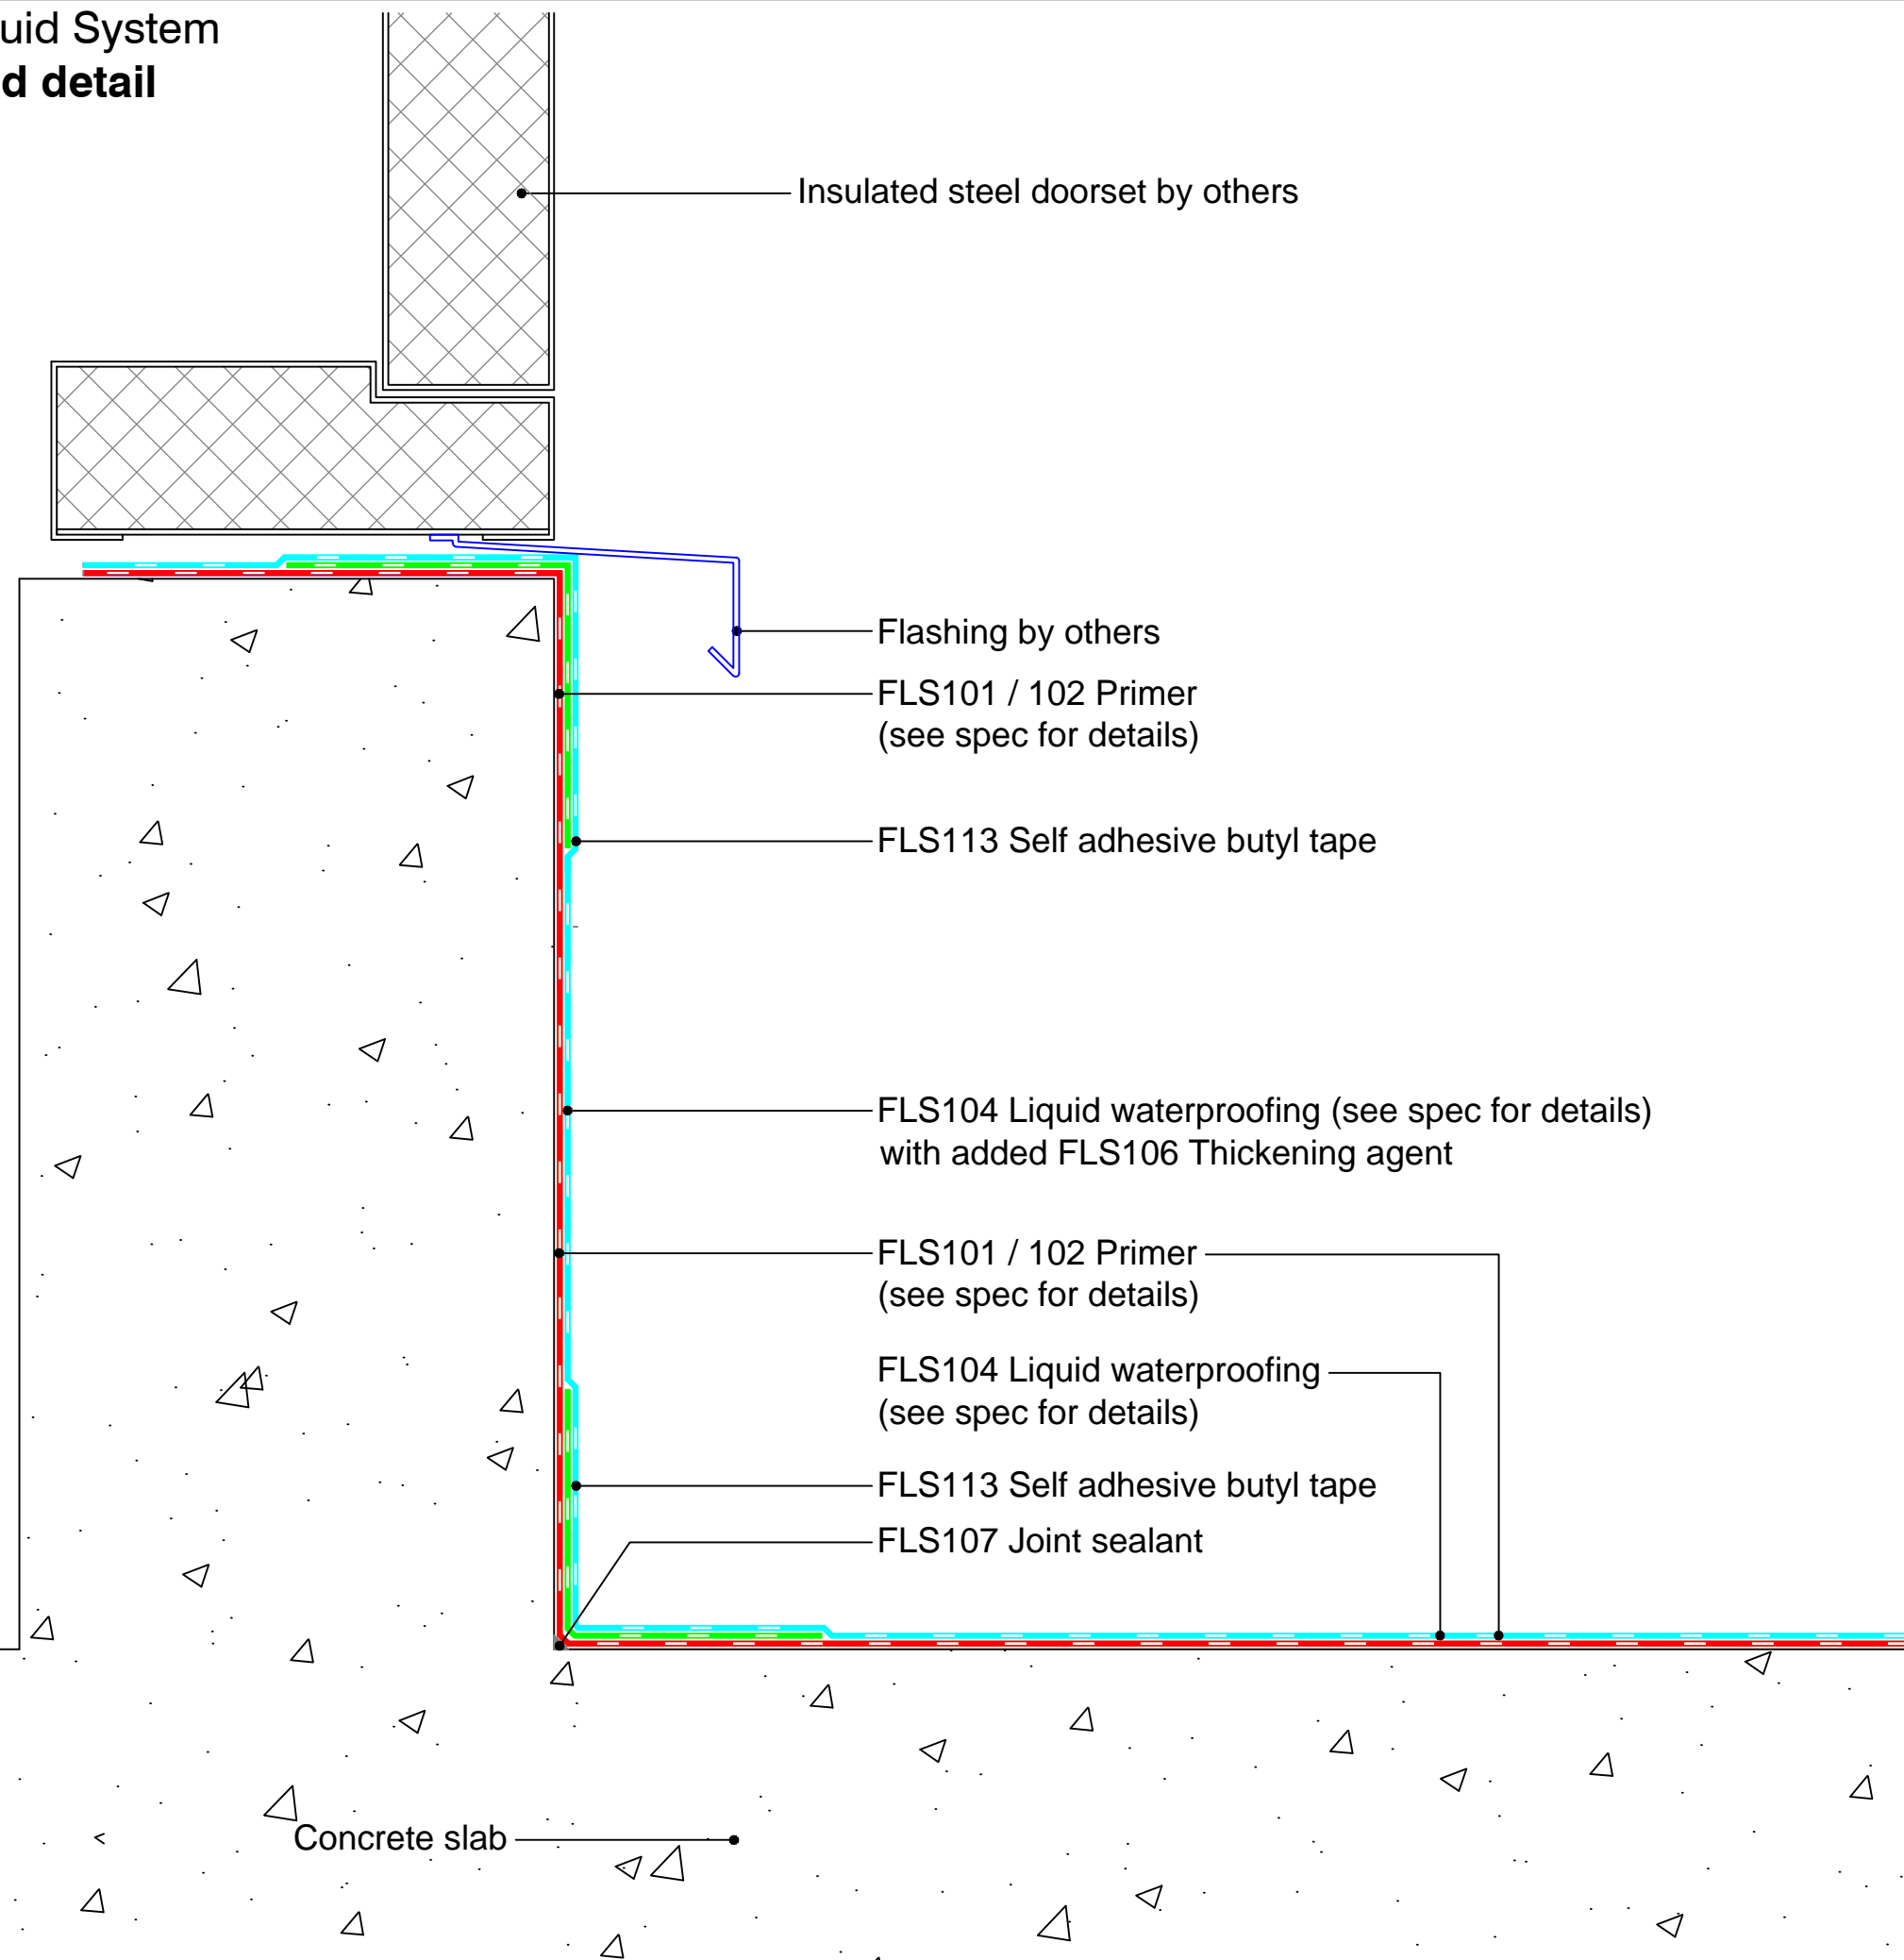 uid System
d detail
Insulated steel doorset by others
Flashing by others
FLS101 / 102 Primer
(see spec for details)
FLS113 Self adhesive butyl tape
FLS104 Liquid waterproofing (see spec for details)
with added FLS106 Thickening agent
FLS101 / 102 Primer
(see spec for details)
FLS104 Liquid waterproofing
(see spec for details)
FLS113 Self adhesive butyl tape
FLS107 Joint sealant
Concrete slab